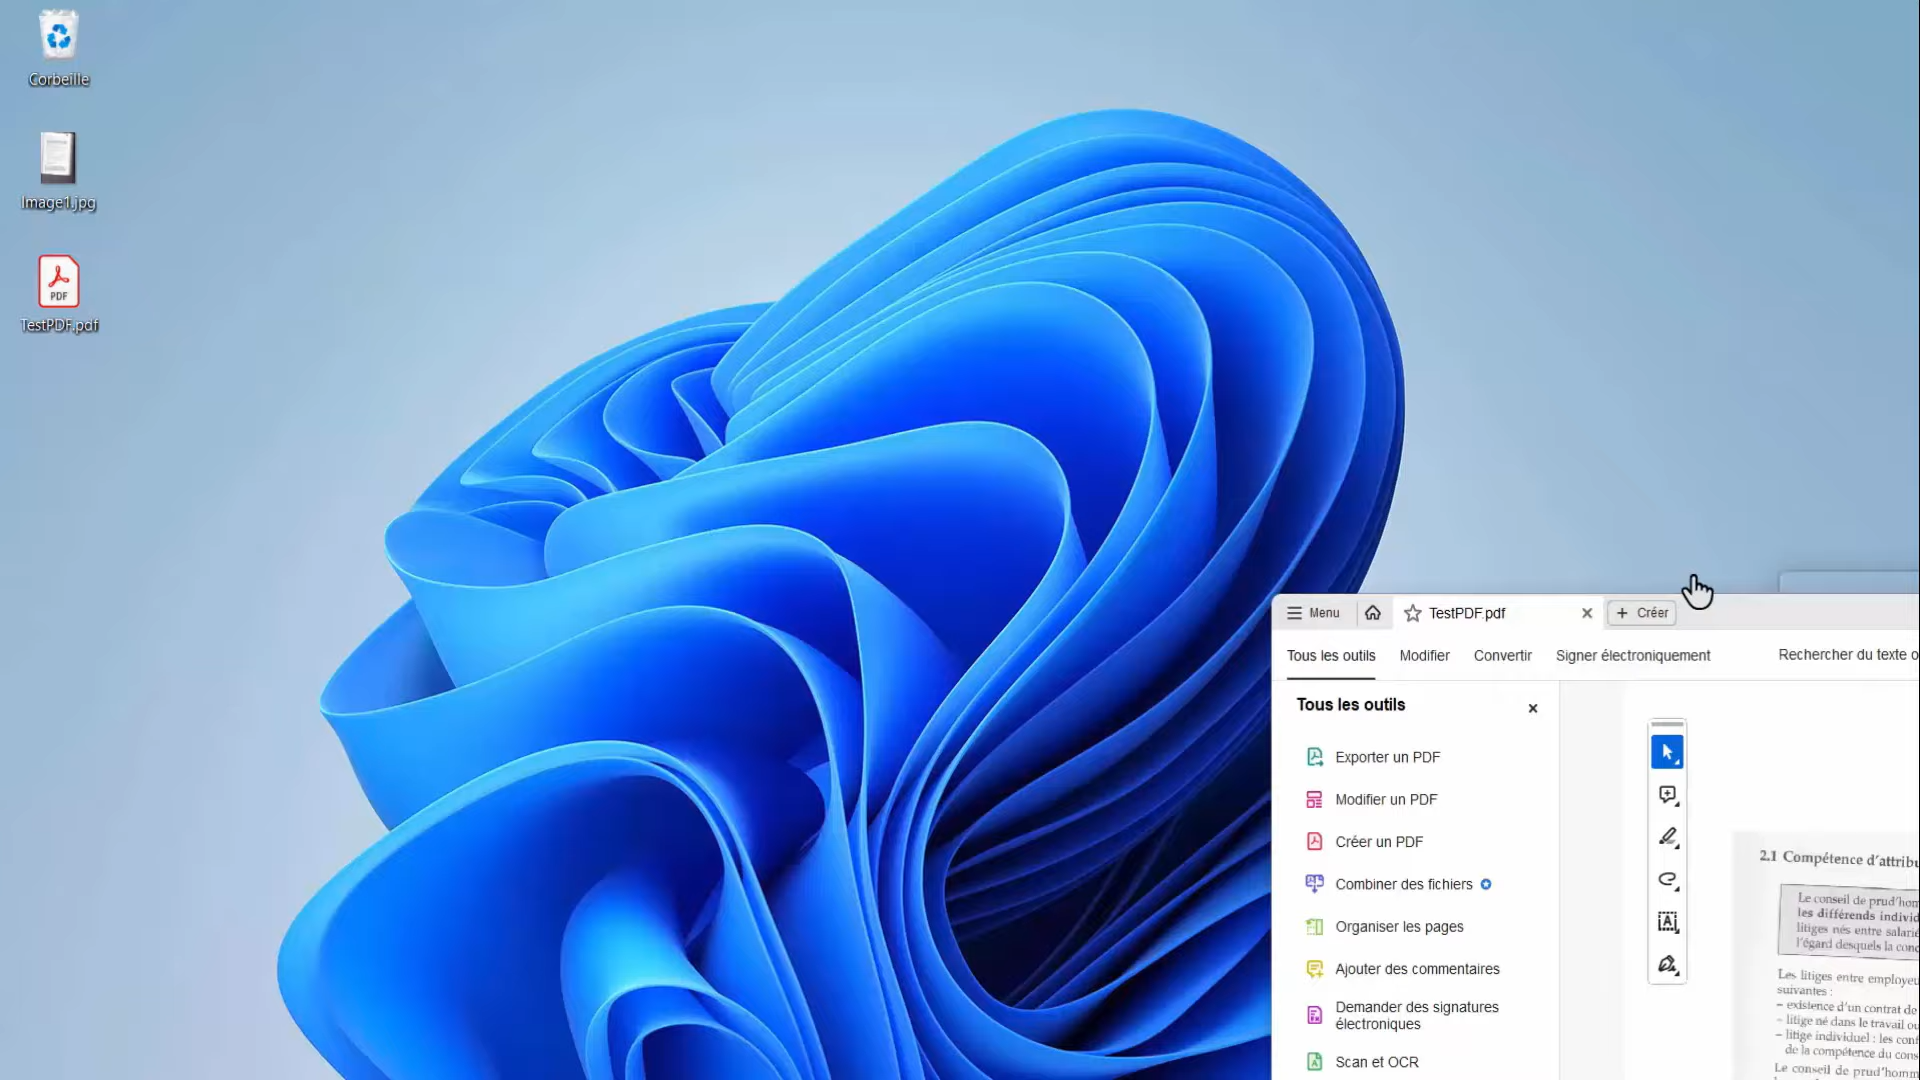 Corbeille
Image1.jpg
PDF
TestPDF.pdf
Menu
TestPDF.pdf
Créer
Tous les outils
Modifier
Convertir
Signer électroniquement
Rechercher du texte o
Tous les outils
Exporter un PDF
Modifier un PDF
Créer un PDF
Combiner des fichiers
Organiser les pages
Ajouter des commentaires
Demander des signatures
électroniques
Scan et OCR
2.1 Compétence d'attribu
Le conseil de prud'hom
les différends individ
litiges nés entre salarié
l'égard desquels la conc
Les litiges entre employeu
suivantes :
– existence d'un contrat de
– litige né dans le travail ou
– litige individuel : les conf
de la compétence du cons
Le conseil de prud'homm